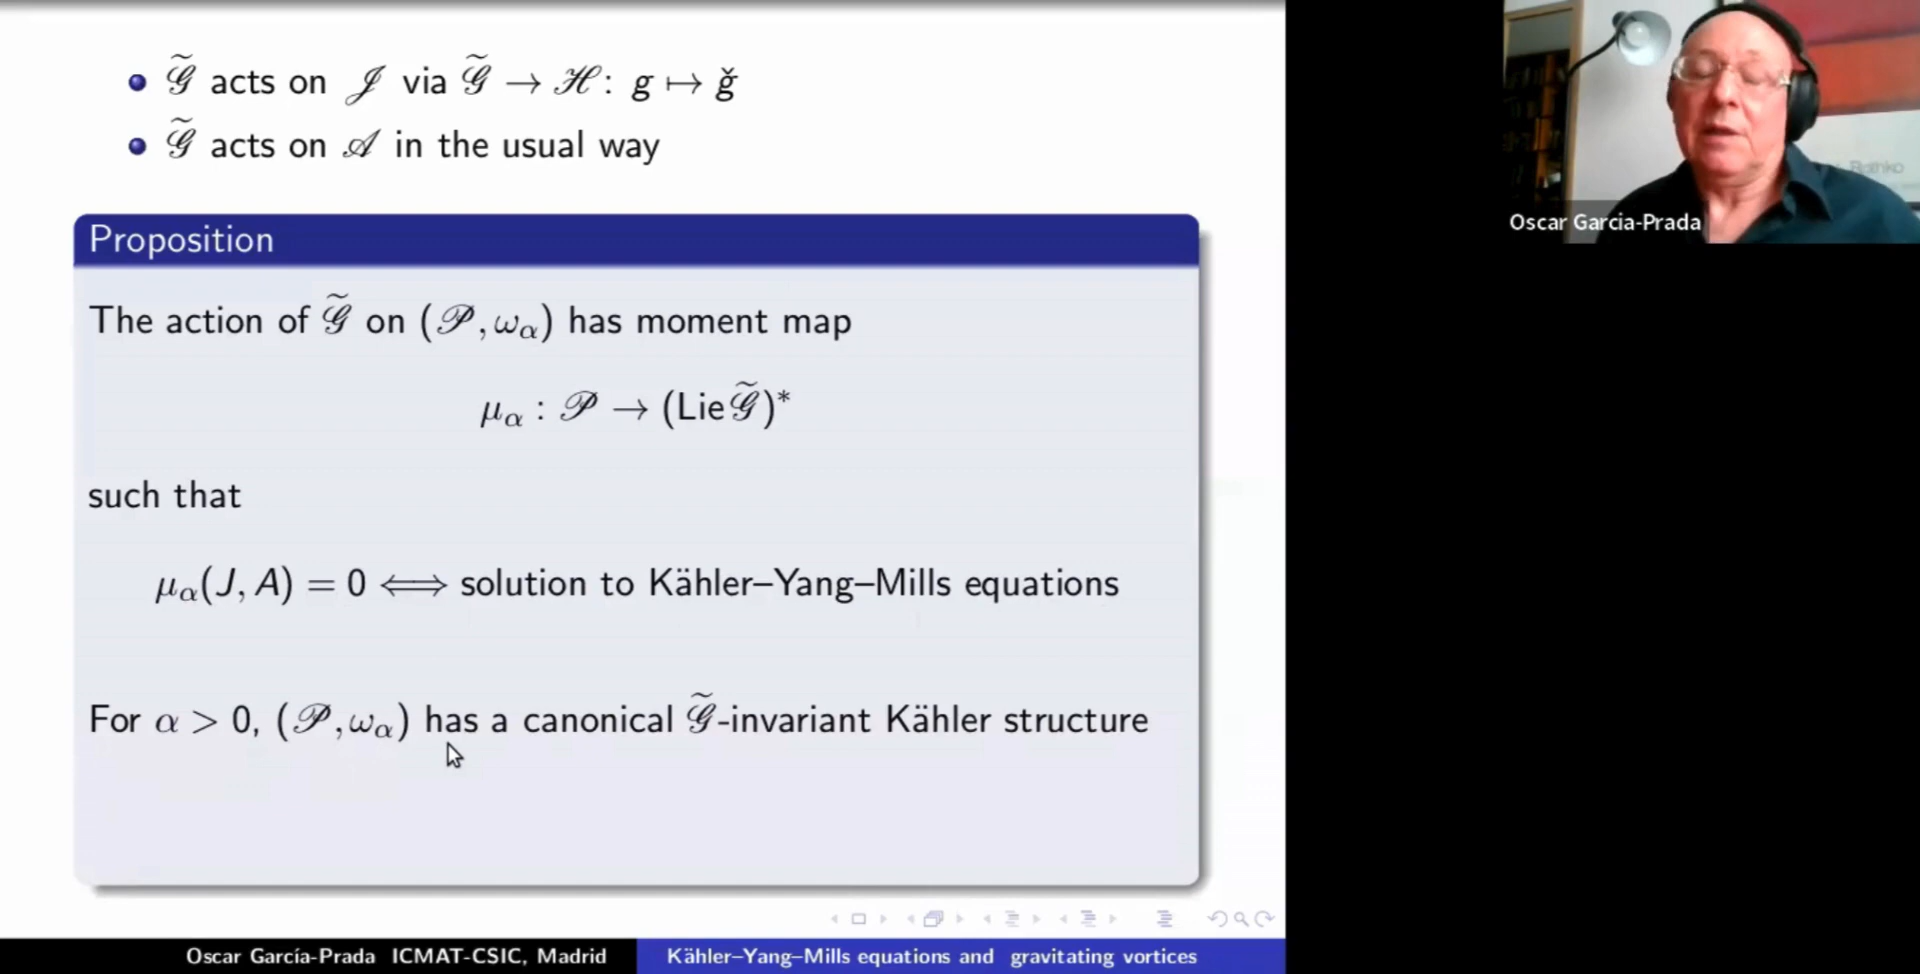 • 𝒢̃ acts on 𝒥 via 𝒢̃ → ℋ: g ↦ ǧ
• 𝒢̃ acts on 𝒜 in the usual way
Proposition
The action of 𝒢̃ on (𝒫, ω_α) has moment map
μ_α : 𝒫 → (Lie 𝒢̃)*
such that
μ_α(J, A) = 0 ⟺ solution to Kähler–Yang–Mills equations
For α > 0, (𝒫, ω_α) has a canonical 𝒢̃-invariant Kähler structure
Oscar García-Prada ICMAT-CSIC, Madrid
Kähler–Yang–Mills equations and gravitating vortices
Rothko
Oscar Garcia-Prada